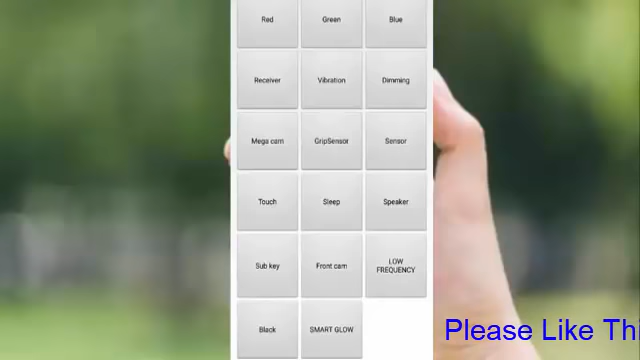 Red Green Blue
Receiver Vibration Dimming
Mega cam GripSensor Sensor
Touch Sleep Speaker
Sub key Front cam LOW
FREQUENCY
Black SMART GLOW
Please Like Thi